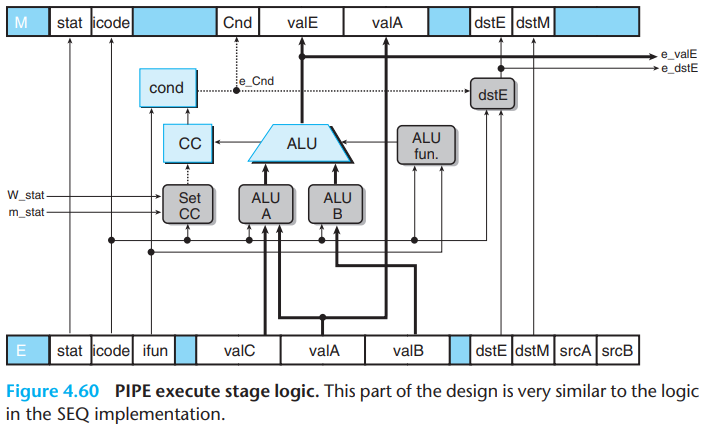 M stat icode Cnd valE valA dstE dstM
e_valE
e_dstE
e_Cnd
cond
dstE
CC
ALU
ALU
fun.
W_stat
m_stat
Set
CC
ALU
A
ALU
B
E stat icode ifun valC valA valB dstE dstM srcA srcB
Figure 4.60 PIPE execute stage logic. This part of the design is very similar to the logic
in the SEQ implementation.